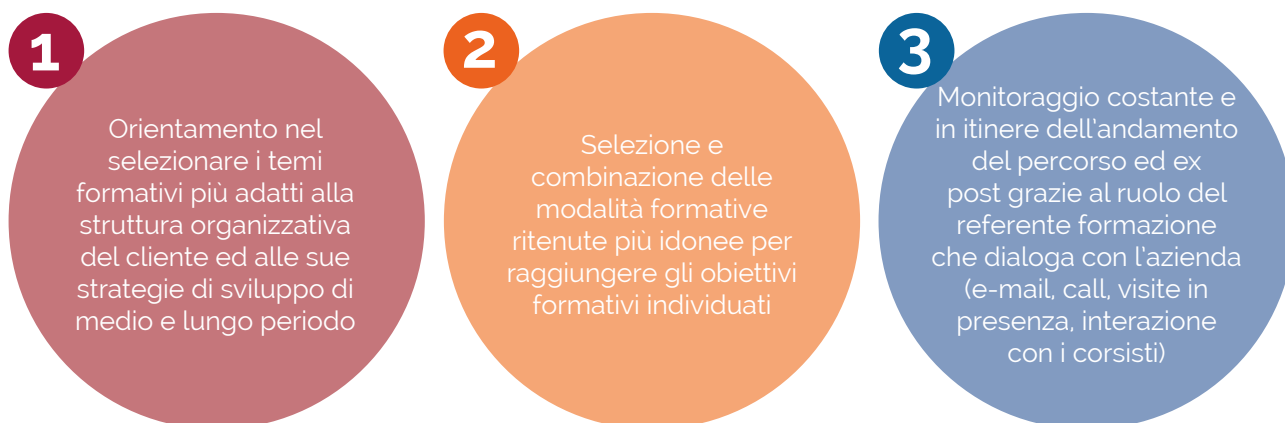 1
Orientamento nel
selezionare i temi
formativi più adatti alla
struttura organizzativa
del cliente ed alle sue
strategie di sviluppo di
medio e lungo periodo
2
Selezione e
combinazione delle
modalità formative
ritenute più idonee per
raggiungere gli obiettivi
formativi individuati
3
Monitoraggio costante e
in itinere dell'andamento
del percorso ed ex
post grazie al ruolo del
referente formazione
che dialoga con l'azienda
(e-mail, call, visite in
presenza, interazione
con i corsisti)